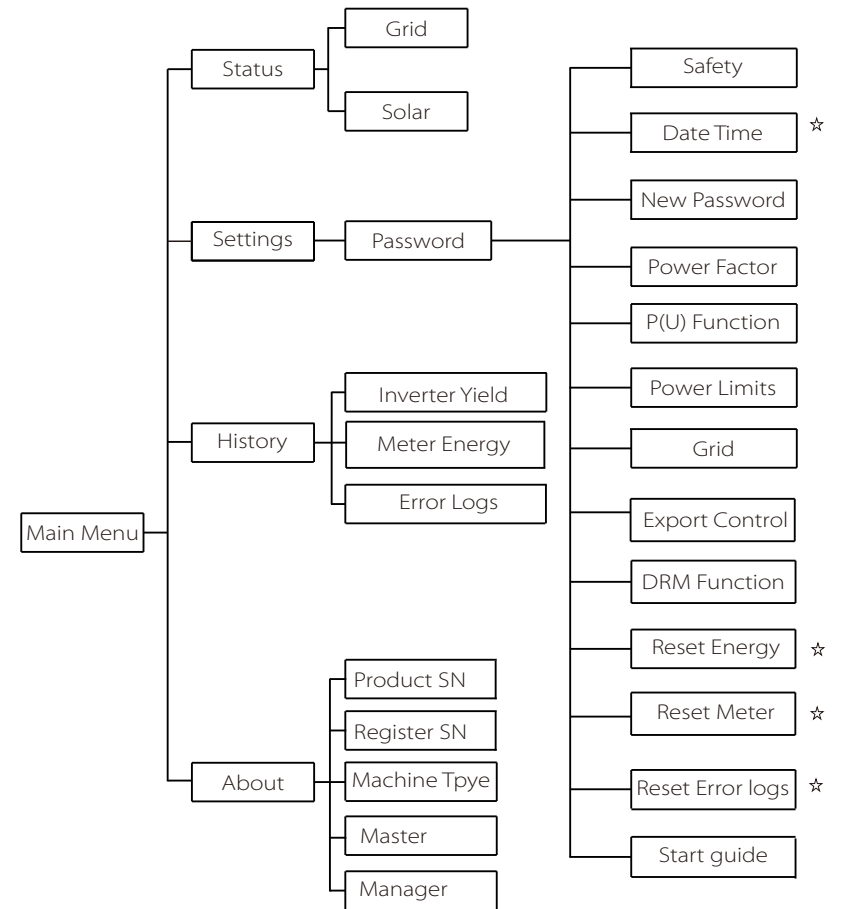 Main Menu
Status
Grid
Solar
Settings
Password
Safety
Date Time ☆
New Password
Power Factor
P(U) Function
Power Limits
Grid
Export Control
DRM Function
Reset Energy ☆
Reset Meter ☆
Reset Error logs ☆
Start guide
History
Inverter Yield
Meter Energy
Error Logs
About
Product SN
Register SN
Machine Tpye
Master
Manager